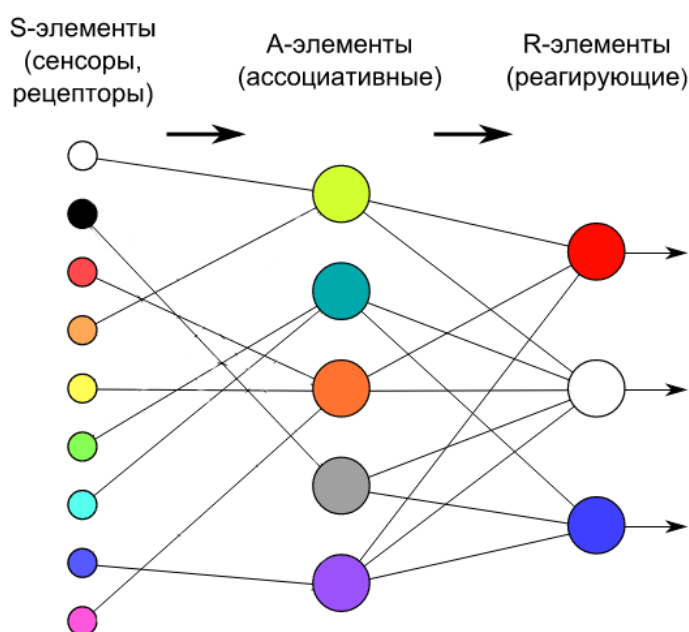 S-элементы
(сенсоры,
рецепторы)
A-элементы
(ассоциативные)
R-элементы
(реагирующие)